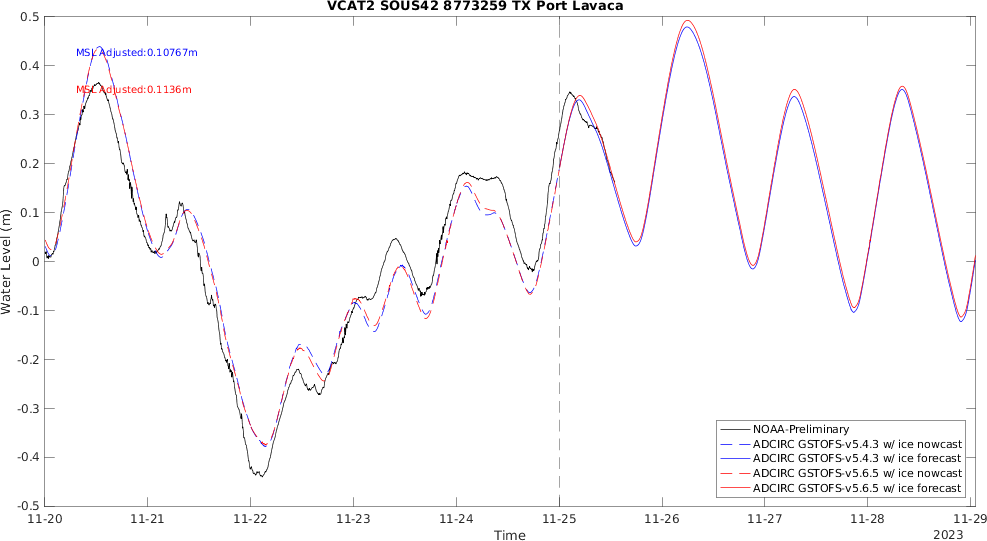 VCAT2 SOUS42 8773259 TX Port Lavaca
0.5
0.4
0.3
0.2
0.1
0
-0.1
-0.2
-0.3
-0.4
-0.5
Water Level (m)
MSL Adjusted:0.10767m
MSL Adjusted:0.1136m
NOAA-Preliminary
ADCIRC GSTOFS-v5.4.3 w/ ice nowcast
ADCIRC GSTOFS-v5.4.3 w/ ice forecast
ADCIRC GSTOFS-v5.6.5 w/ ice nowcast
ADCIRC GSTOFS-v5.6.5 w/ ice forecast
11-20 11-21 11-22 11-23 11-24 11-25 11-26 11-27 11-28 11-29
Time
2023